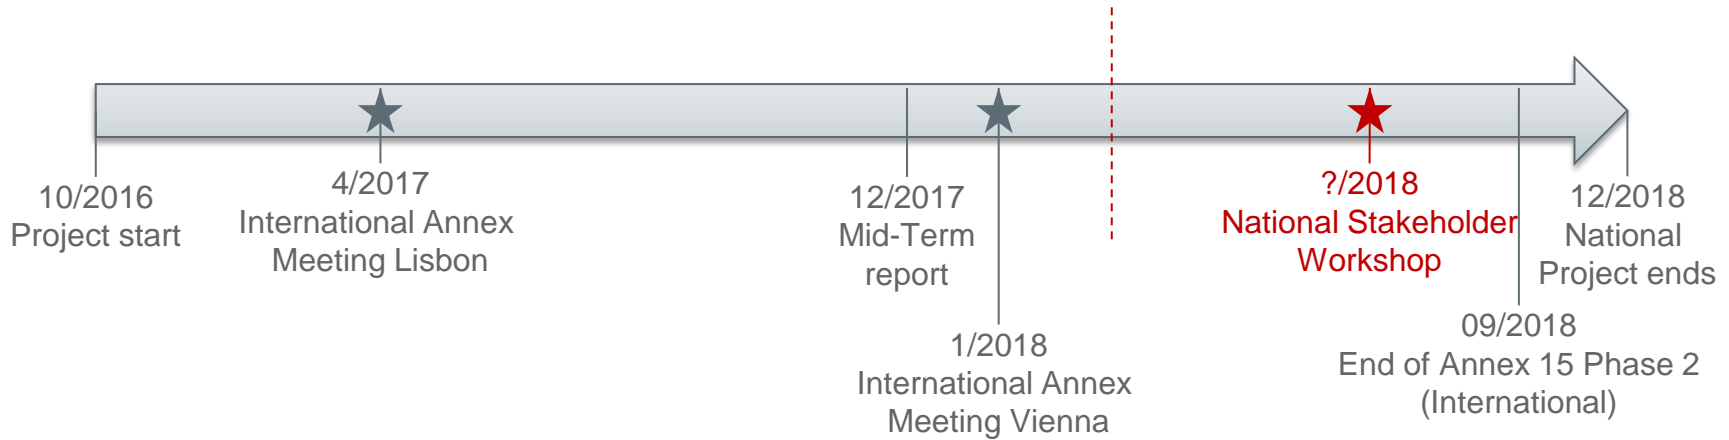 10/2016
Project start
4/2017
International Annex
Meeting Lisbon
12/2017
Mid-Term
report
1/2018
International Annex
Meeting Vienna
?/2018
National Stakeholder
Workshop
09/2018
End of Annex 15 Phase 2
(International)
12/2018
National
Project ends